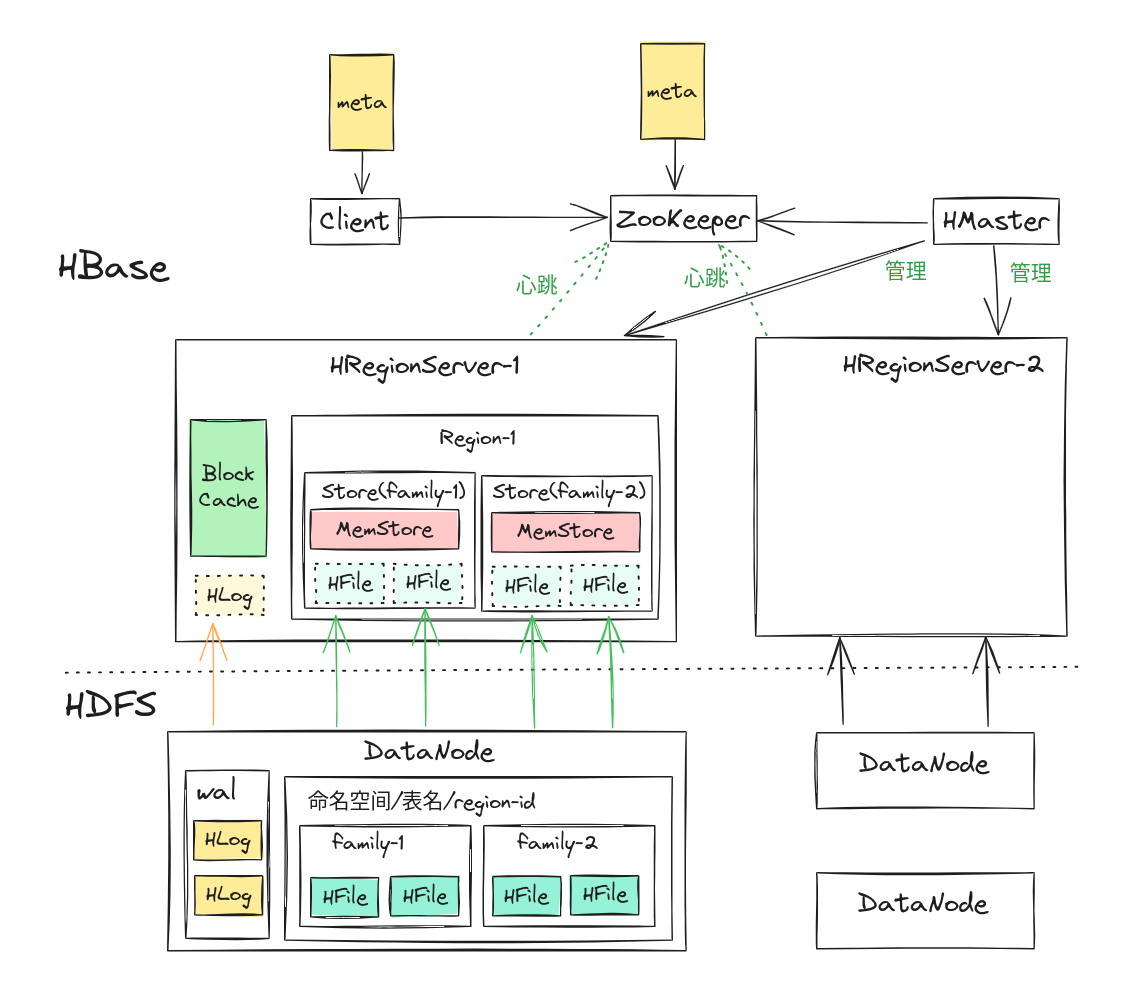 meta
meta
Client
ZooKeeper
HMaster
HBase
心跳
心跳
管理
管理
HRegionServer-1
HRegionServer-2
Region-1
Block
Cache
Store(family-1)
Store(family-2)
MemStore
MemStore
HFile
HFile
HFile
HFile
HLog
HDFS
DataNode
DataNode
wal
命名空间/表名/region-id
HLog
family-1
family-2
HLog
HFile
HFile
HFile
HFile
DataNode